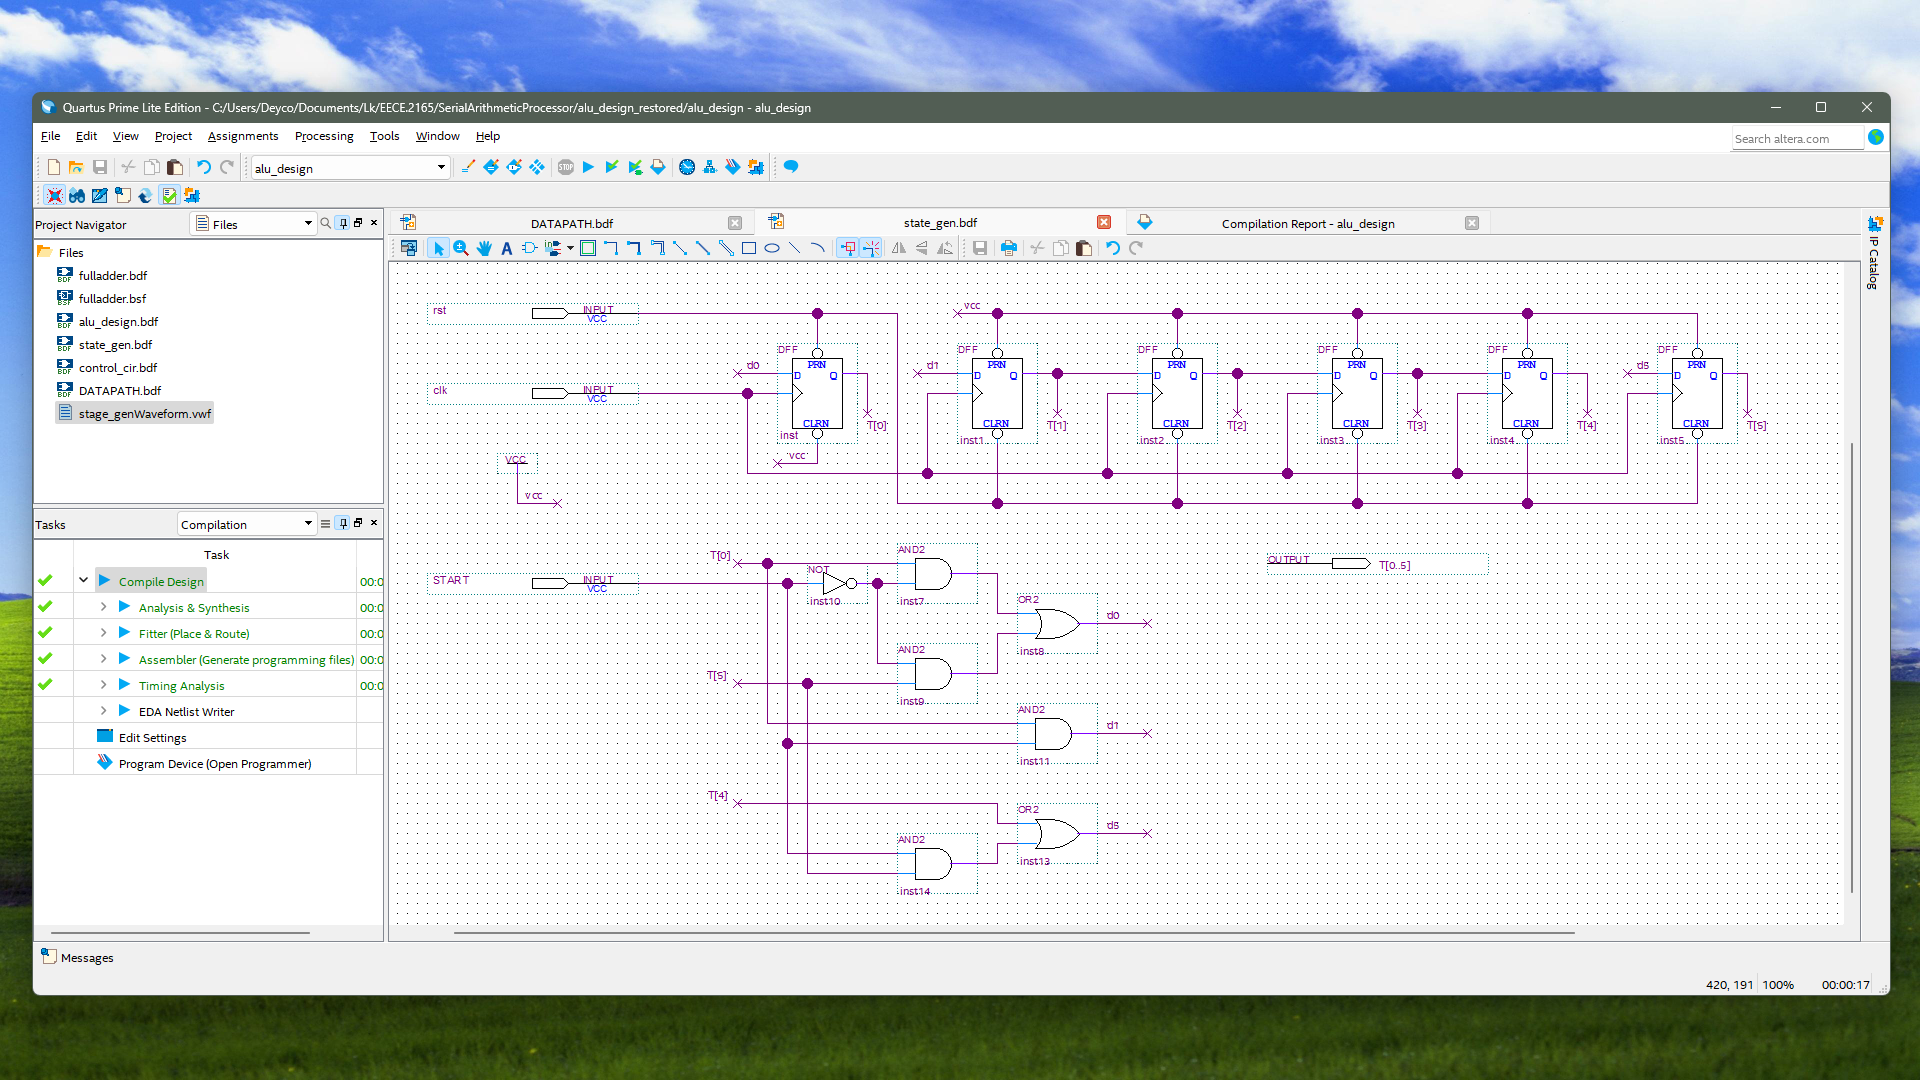 Quartus Prime Lite Edition - C:/Users/Deyco/Documents/Lk/EECE.2165/SerialArithmeticProcessor/alu_design_restored/alu_design - alu_design
File Edit View Project Assignments Processing Tools Window Help
Search altera.com
alu_design
STOP
Project Navigator
Files
Files
fulladder.bdf
fulladder.bsf
alu_design.bdf
state_gen.bdf
control_cir.bdf
DATAPATH.bdf
stage_genWaveform.vwf
Tasks
Compilation
Task
Compile Design 00:0
Analysis & Synthesis 00:0
Fitter (Place & Route) 00:0
Assembler (Generate programming files) 00:0
Timing Analysis 00:0
EDA Netlist Writer
Edit Settings
Program Device (Open Programmer)
DATAPATH.bdf
state_gen.bdf
Compilation Report - alu_design
IP Catalog
rst INPUT VCC
vcc
DFF DFF DFF DFF DFF DFF
PRN PRN PRN PRN PRN PRN
d0 D Q
d1 D Q
D Q
D Q
D Q
d5 D Q
clk INPUT VCC
CLRN CLRN CLRN CLRN CLRN CLRN
T[0] T[1] T[2] T[3] T[4] T[5]
inst inst1 inst2 inst3 inst4 inst5
vcc
VCC
vcc
T[0]
AND2
START INPUT VCC
NOT
inst10
inst7
OUTPUT T[0..5]
OR2
d0
inst8
AND2
T[5]
inst9
AND2
d1
inst11
T[4]
OR2
d5
inst13
AND2
inst14
Messages
420, 191 100% 00:00:17